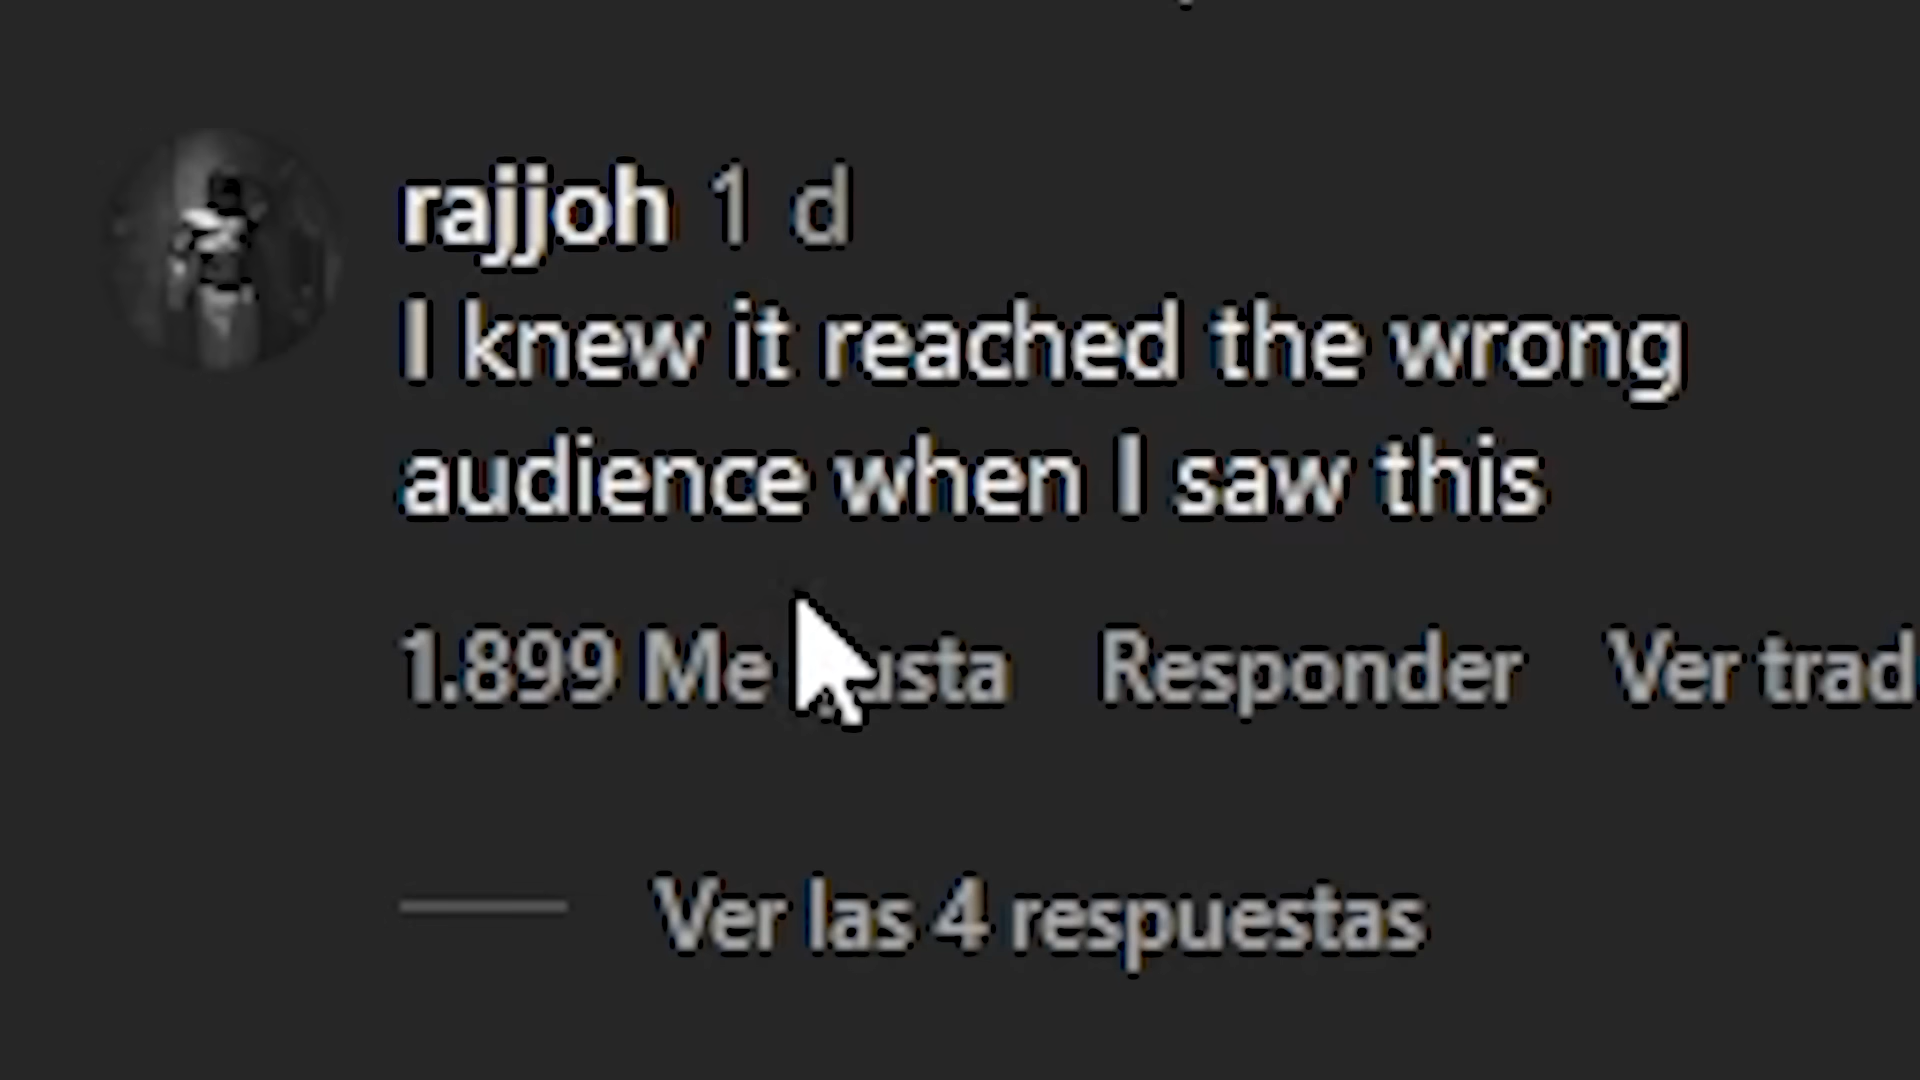 rajjoh 1 d
I knew it reached the wrong
audience when I saw this
1.899 Me Responder Ver
Ver las 4 respuestas